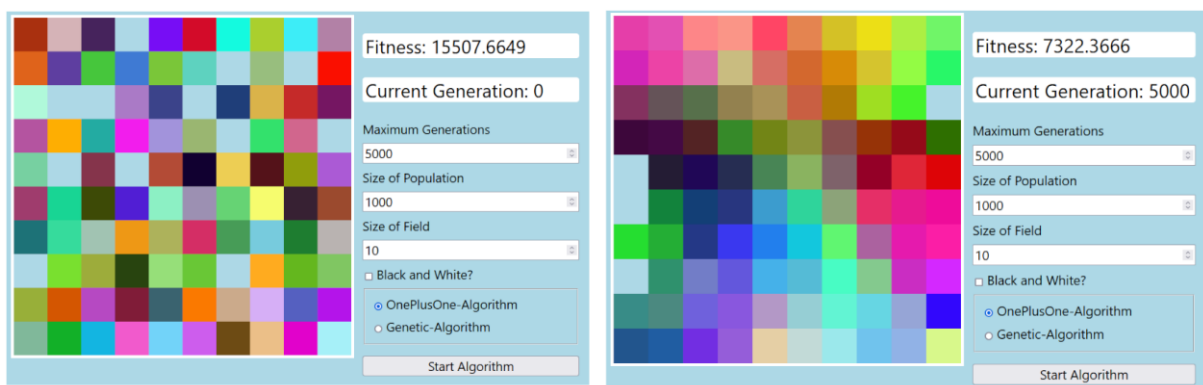 Fitness: 15507.6649
Current Generation: 0
Maximum Generations
5000
Size of Population
1000
Size of Field
10
Black and White?
OnePlusOne-Algorithm
Genetic-Algorithm
Start Algorithm
Fitness: 7322.3666
Current Generation: 5000
Maximum Generations
5000
Size of Population
1000
Size of Field
10
Black and White?
OnePlusOne-Algorithm
Genetic-Algorithm
Start Algorithm